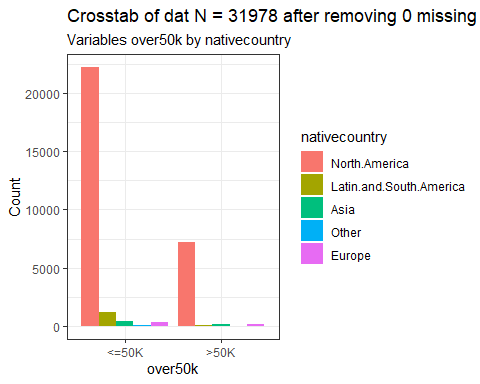 Crosstab of dat N = 31978 after removing 0 missing
Variables over50k by nativecountry
20000
15000
10000
5000
0
Count
<=50K
>50K
over50k
nativecountry
North.America
Latin.and.South.America
Asia
Other
Europe